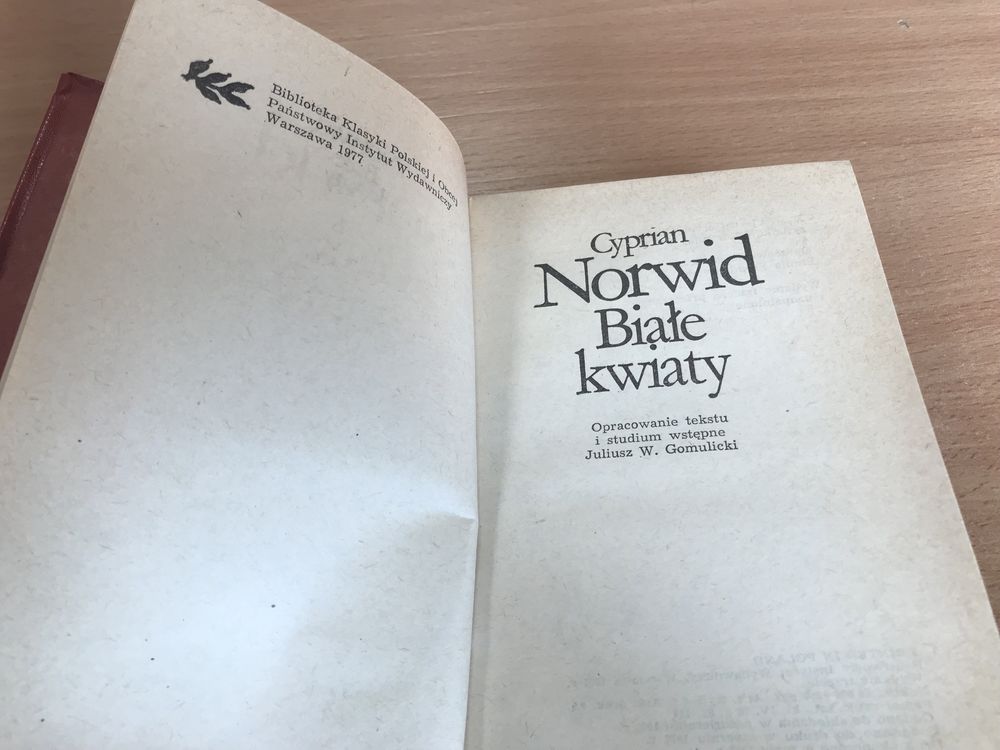 Biblioteka Klasyki Polskiej i Obcej
Państwowy Instytut Wydawniczy
Warszawa 1977
Cyprian
Norwid
Białe
kwiaty
Opracowanie tekstu
i studium wstępne
Juliusz W. Gomulicki